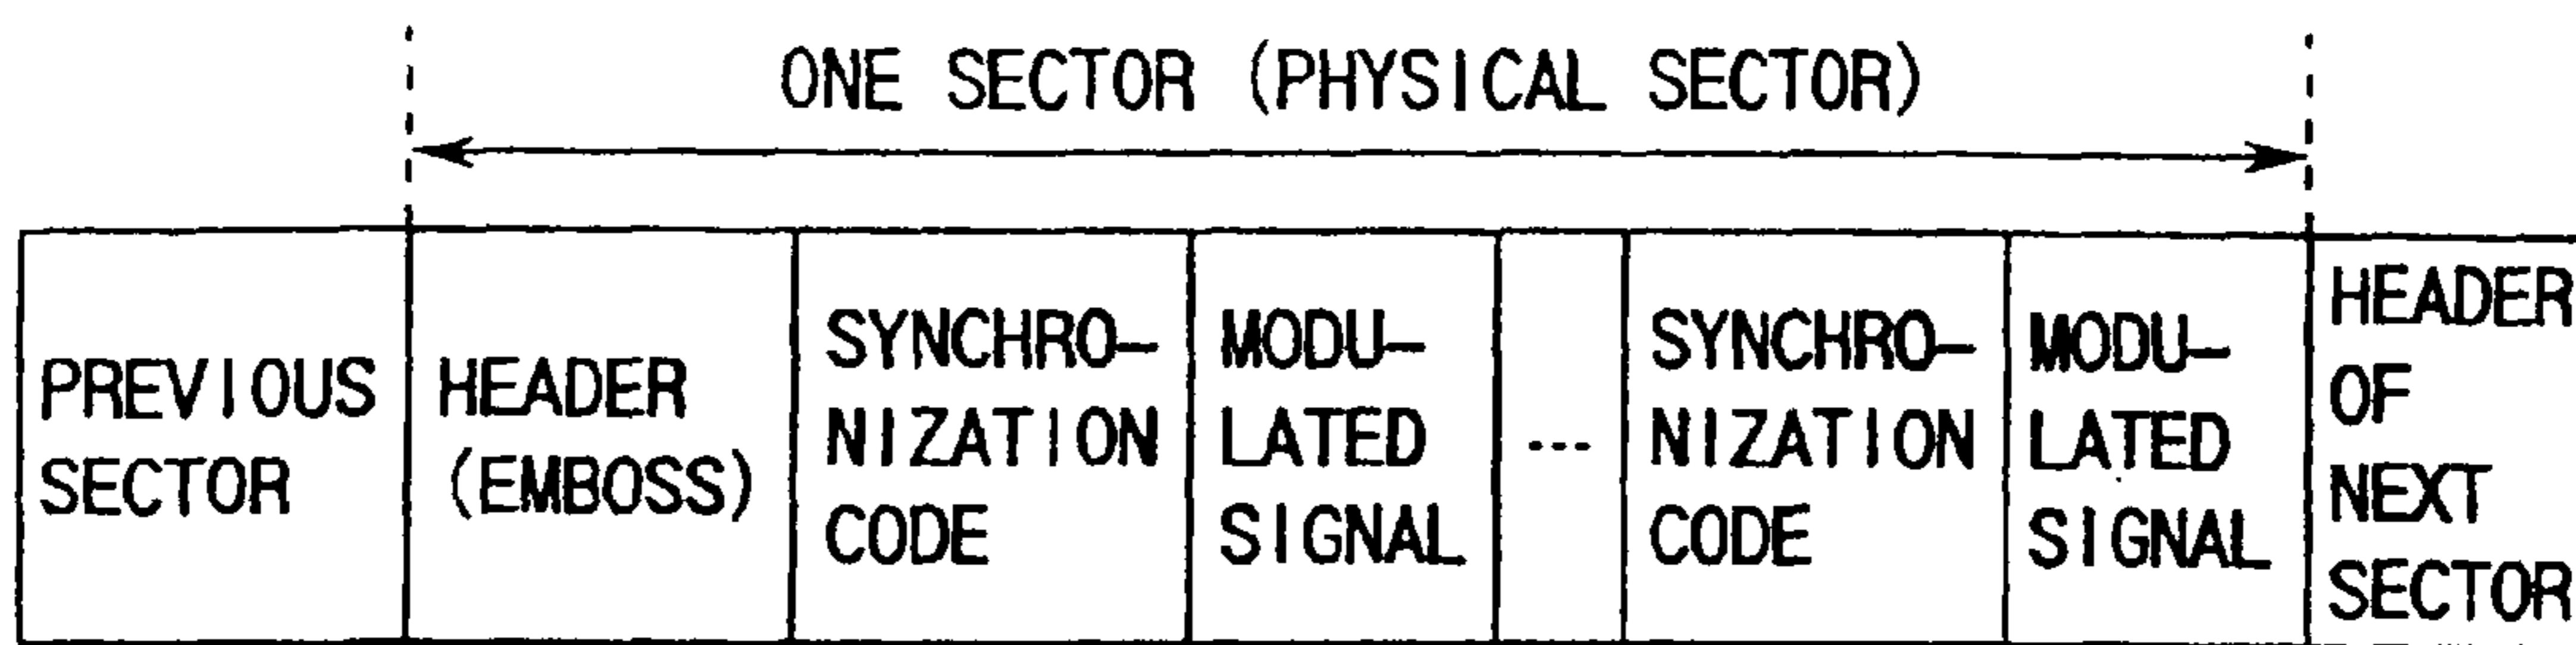 ONE SECTOR (PHYSICAL SECTOR)
PREVIOUS
SECTOR
HEADER
(EMBOSS)
SYNCHRO-
NIZATION
CODE
MODU-
LATED
SIGNAL
---
SYNCHRO-
NIZATION
CODE
MODU-
LATED
SIGNAL
HEADER
OF
NEXT
SECTOR